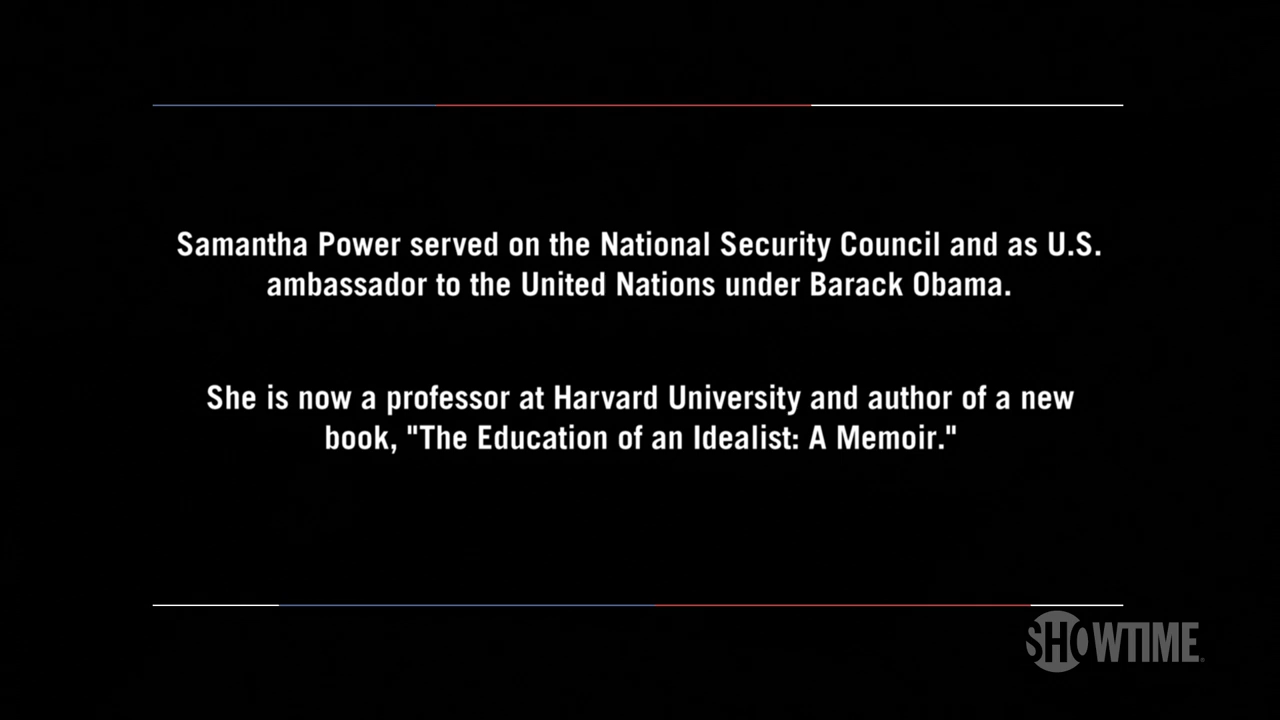 Samantha Power served on the National Security Council and as U.S.
ambassador to the United Nations under Barack Obama.
She is now a professor at Harvard University and author of a new
book, "The Education of an Idealist: A Memoir."
SHOWTIME